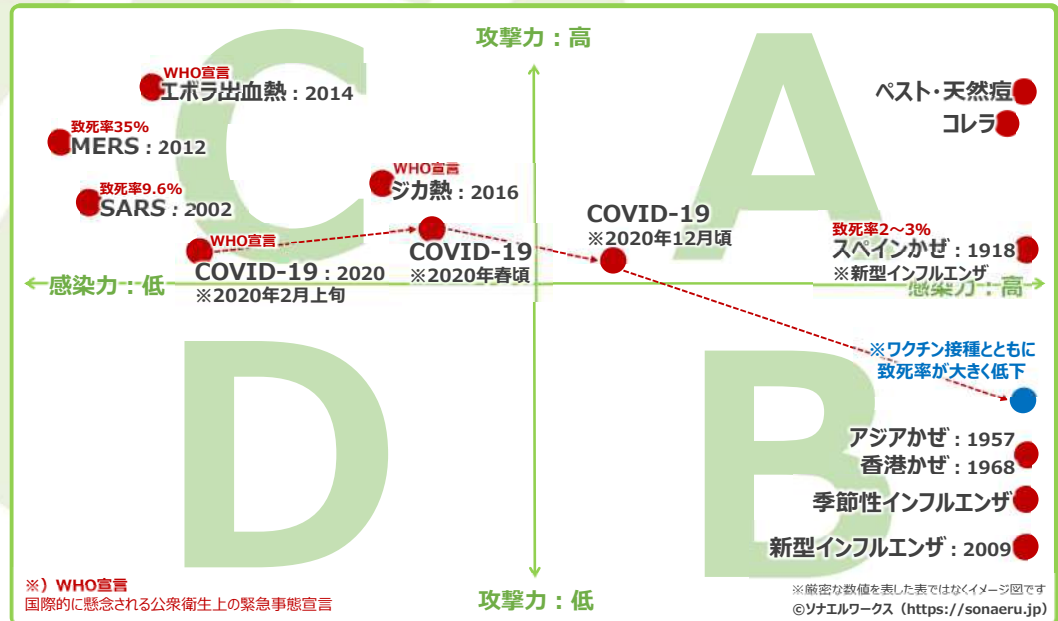 攻撃力：高
C
A
WHO宣言
エボラ出血熱：2014
ペスト・天然痘
コレラ
致死率35%
MERS：2012
WHO宣言
ジカ熱：2016
致死率9.6%
SARS：2002
COVID-19
※2020年12月頃
致死率2～3%
スペインかぜ：1918
※新型インフルエンザ
WHO宣言
COVID-19：2020
※2020年2月上旬
COVID-19
※2020年春頃
感染力：低
感染力：高
D
B
※ワクチン接種とともに
致死率が大きく低下
アジアかぜ：1957
香港かぜ：1968
季節性インフルエンザ
新型インフルエンザ：2009
※）WHO宣言
国際的に懸念される公衆衛生上の緊急事態宣言
攻撃力：低
※厳密な数値を表した表ではなくイメージ図です
©ソナエルワークス（https://sonaeru.jp）